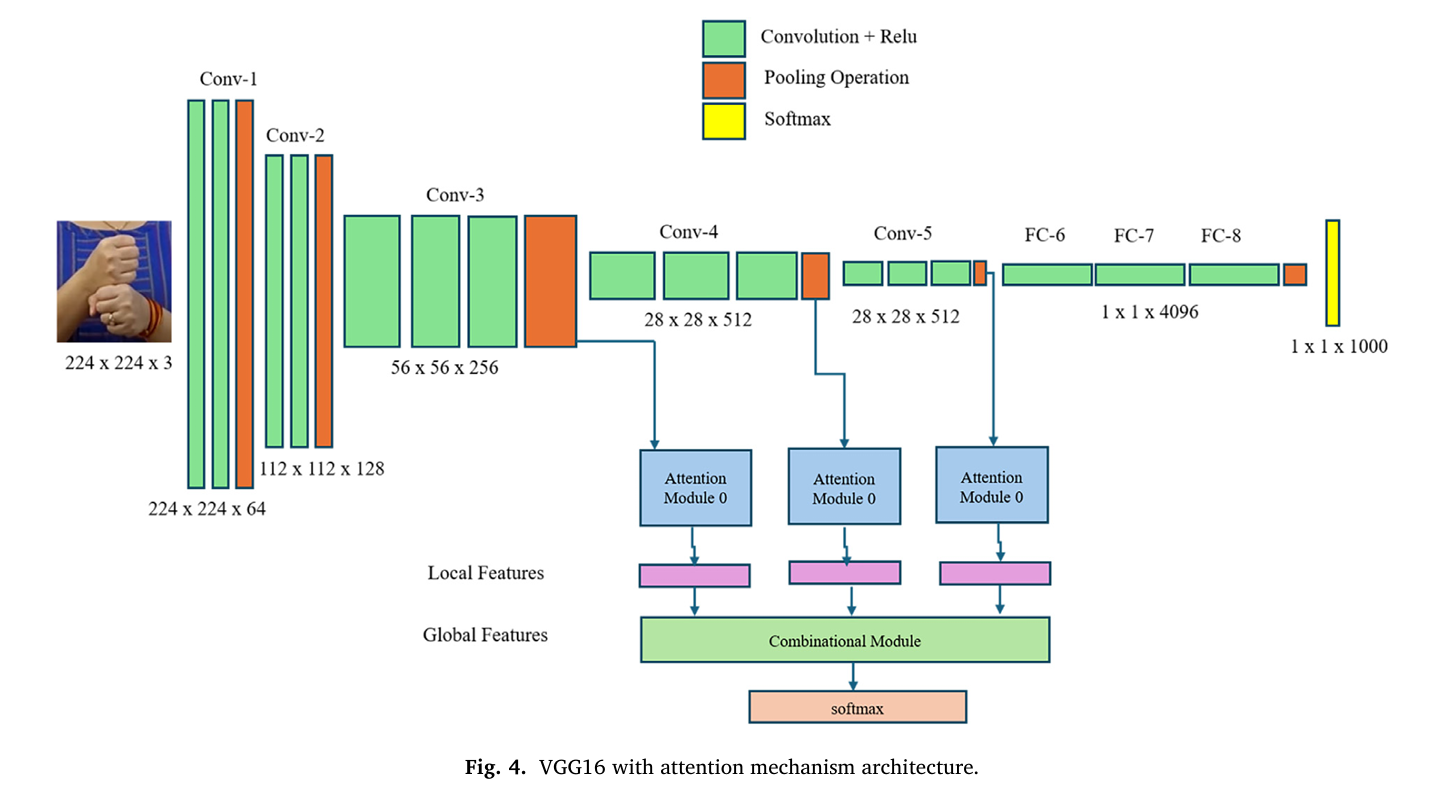 Convolution + Relu
Pooling Operation
Softmax
Conv-1
Conv-2
Conv-3
Conv-4
Conv-5
FC-6 FC-7 FC-8
224 x 224 x 3
224 x 224 x 64
112 x 112 x 128
56 x 56 x 256
28 x 28 x 512
28 x 28 x 512
1 x 1 x 4096
1 x 1 x 1000
Attention
Module 0
Attention
Module 0
Attention
Module 0
Local Features
Global Features
Combinational Module
softmax
Fig. 4. VGG16 with attention mechanism architecture.